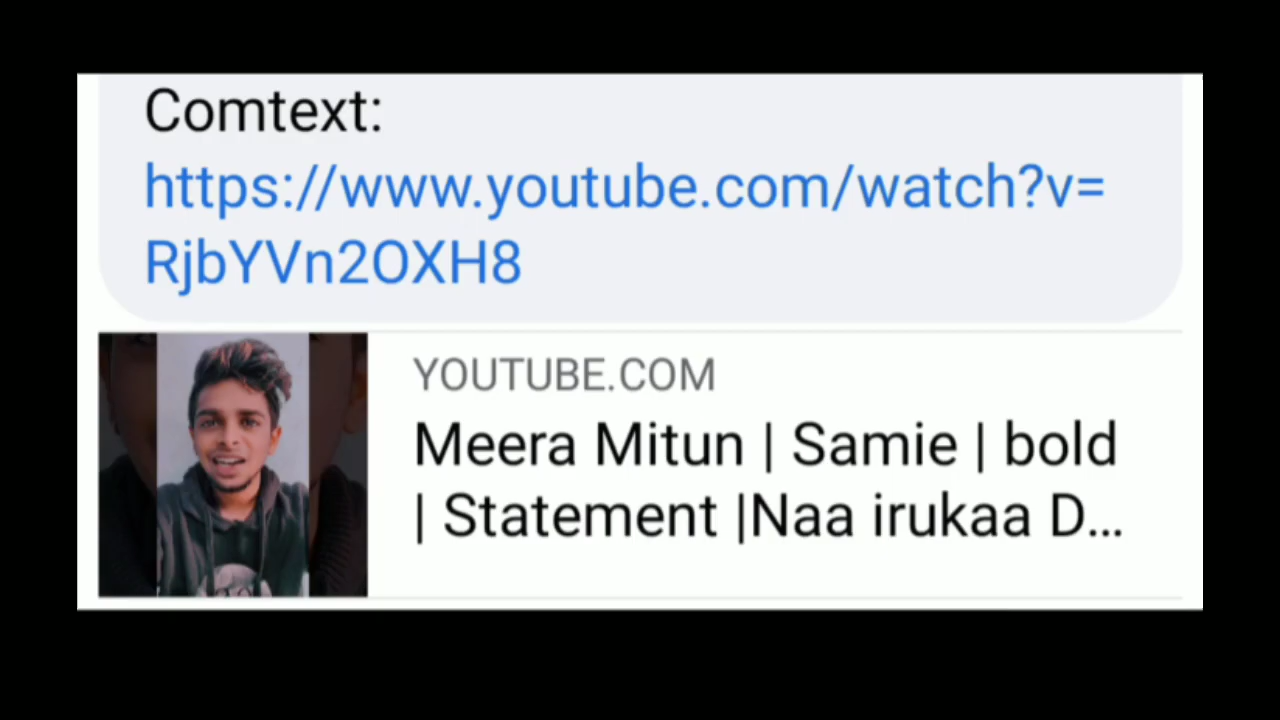 Comtext:
https://www.youtube.com/watch?v=
RjbYVn2OXH8
YOUTUBE.COM
Meera Mitun | Samie | bold
| Statement |Naa irukaa D...